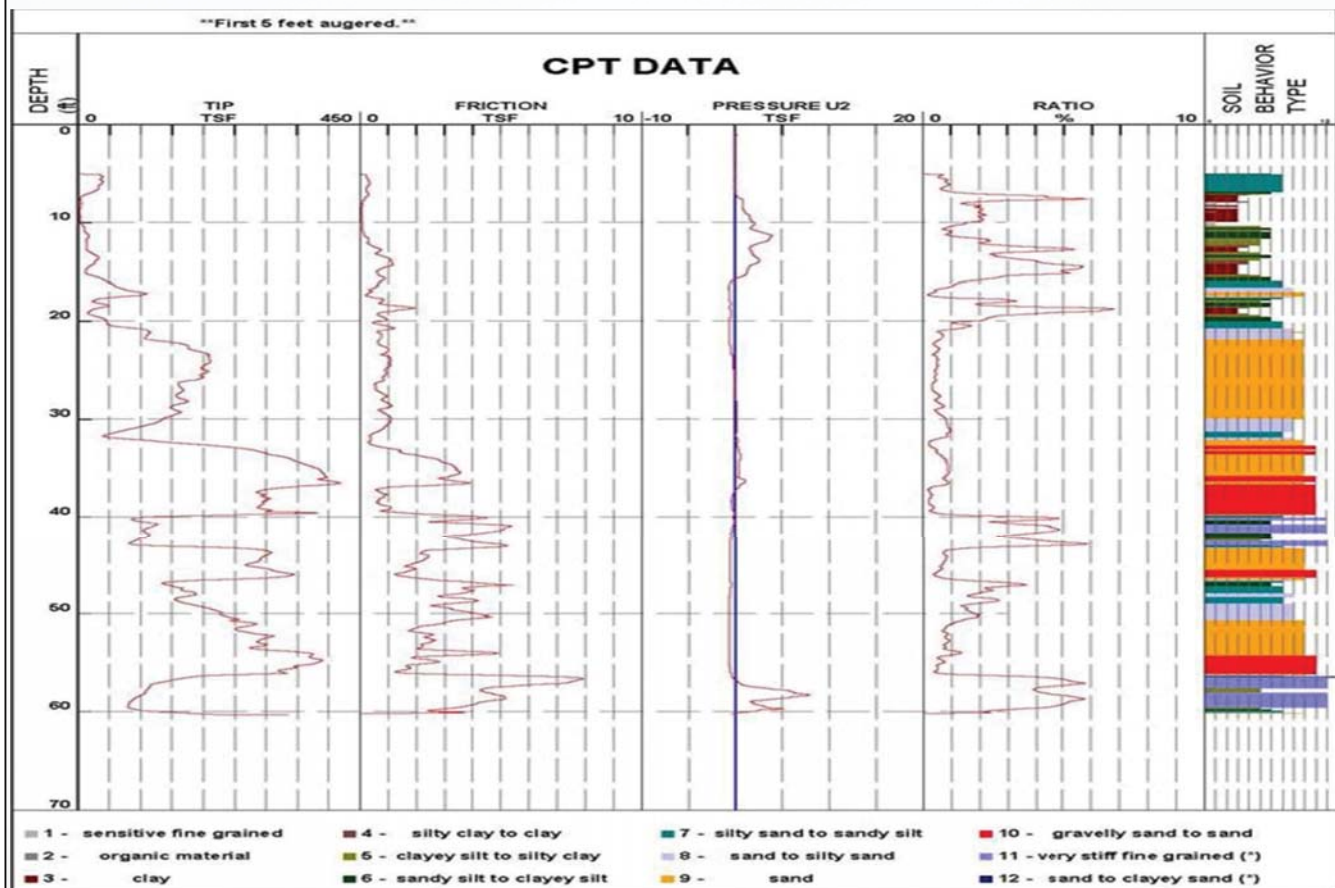 **First 5 feet augered.**
CPT DATA
DEPTH (ft)
TIP TSF
FRICTION TSF
PRESSURE U2 TSF
RATIO %
SOIL BEHAVIOR TYPE
0 450 0 10 -10 20 0 10
0
10
20
30
40
50
60
70
1 - sensitive fine grained
2 - organic material
3 - clay
4 - silty clay to clay
5 - clayey silt to silty clay
6 - sandy silt to clayey silt
7 - silty sand to sandy silt
8 - sand to silty sand
9 - sand
10 - gravelly sand to sand
11 - very stiff fine grained (*)
12 - sand to clayey sand (*)